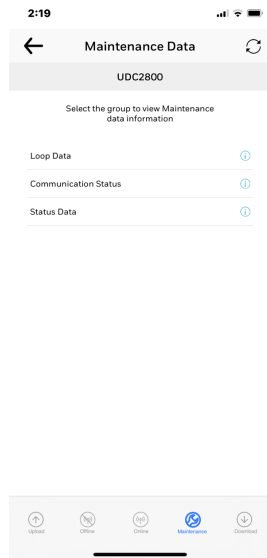 2:19
Maintenance Data
UDC2800
Select the group to view Maintenance
data information
Loop Data
Communication Status
Status Data
Upload
Offline
Online
Maintenance
Download